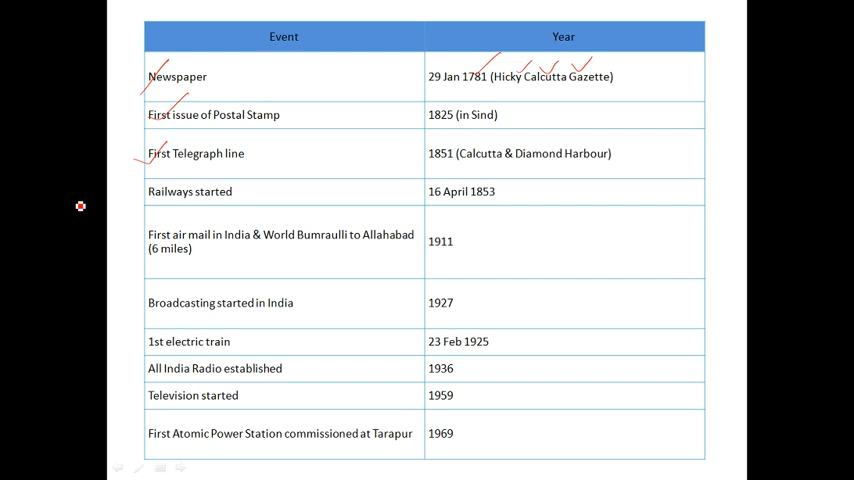 Event Year
Newspaper 29 Jan 1781 (Hicky Calcutta Gazette)
First issue of Postal Stamp 1825 (in Sind)
First Telegraph line 1851 (Calcutta & Diamond Harbour)
Railways started 16 April 1853
First air mail in India & World Bumraulli to Allahabad
(6 miles) 1911
Broadcasting started in India 1927
1st electric train 23 Feb 1925
All India Radio established 1936
Television started 1959
First Atomic Power Station commissioned at Tarapur 1969